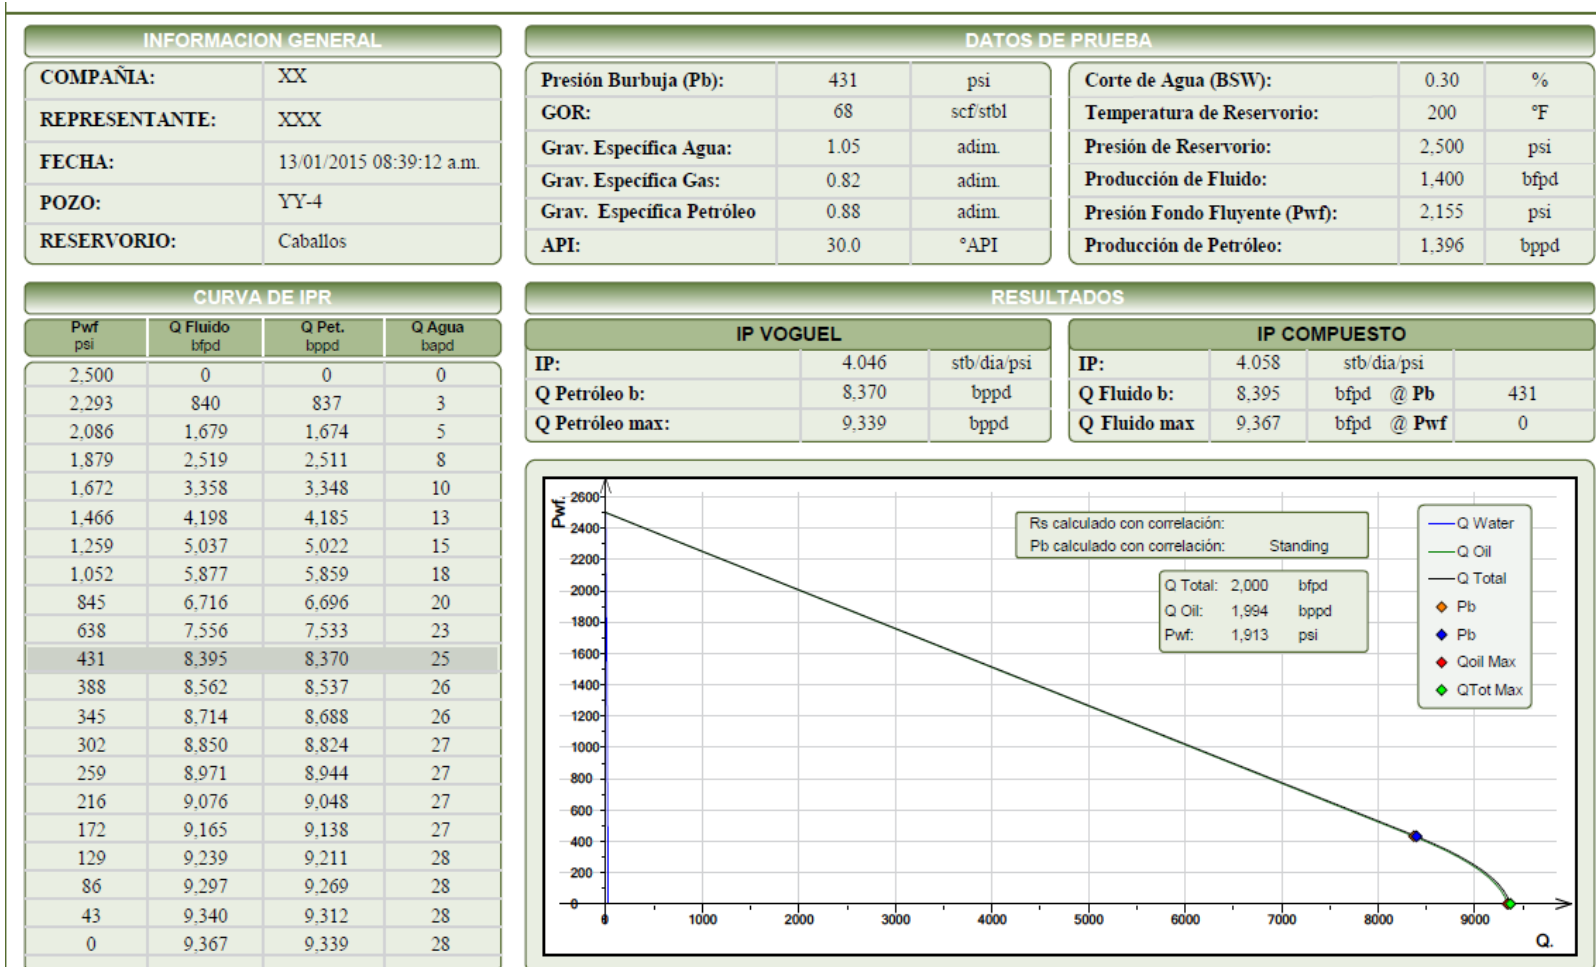 INFORMACION GENERAL
COMPAÑIA: XX
REPRESENTANTE: XXX
FECHA: 13/01/2015 08:39:12 a.m.
POZO: YY-4
RESERVORIO: Caballos
DATOS DE PRUEBA
Presión Burbuja (Pb): 431 psi
GOR: 68 scf/stbl
Grav. Específica Agua: 1.05 adim.
Grav. Específica Gas: 0.82 adim.
Grav. Específica Petróleo 0.88 adim.
API: 30.0 °API
Corte de Agua (BSW): 0.30 %
Temperatura de Reservorio: 200 °F
Presión de Reservorio: 2,500 psi
Producción de Fluido: 1,400 bfpd
Presión Fondo Fluyente (Pwf): 2,155 psi
Producción de Petróleo: 1,396 bppd
CURVA DE IPR
Pwf Q Fluido Q Pet. Q Agua
psi bfpd bppd bapd
2,500 0 0 0
2,293 840 837 3
2,086 1,679 1,674 5
1,879 2,519 2,511 8
1,672 3,358 3,348 10
1,466 4,198 4,185 13
1,259 5,037 5,022 15
1,052 5,877 5,859 18
845 6,716 6,696 20
638 7,556 7,533 23
431 8,395 8,370 25
388 8,562 8,537 26
345 8,714 8,688 26
302 8,850 8,824 27
259 8,971 8,944 27
216 9,076 9,048 27
172 9,165 9,138 27
129 9,239 9,211 28
86 9,297 9,269 28
43 9,340 9,312 28
0 9,367 9,339 28
RESULTADOS
IP VOGUEL
IP: 4.046 stb/dia/psi
Q Petróleo b: 8,370 bppd
Q Petróleo max: 9,339 bppd
IP COMPUESTO
IP: 4.058 stb/dia/psi
Q Fluido b: 8,395 bfpd @ Pb 431
Q Fluido max 9,367 bfpd @ Pwf 0
Pwf.
2600
2400
2200
2000
1800
1600
1400
1200
1000
800
600
400
200
0
Rs calculado con correlación:
Pb calculado con correlación: Standing
Q Total: 2,000 bfpd
Q Oil: 1,994 bppd
Pwf: 1,913 psi
Q Water
Q Oil
Q Total
Pb
Pb
Qoil Max
QTot Max
0 1000 2000 3000 4000 5000 6000 7000 8000 9000
Q.